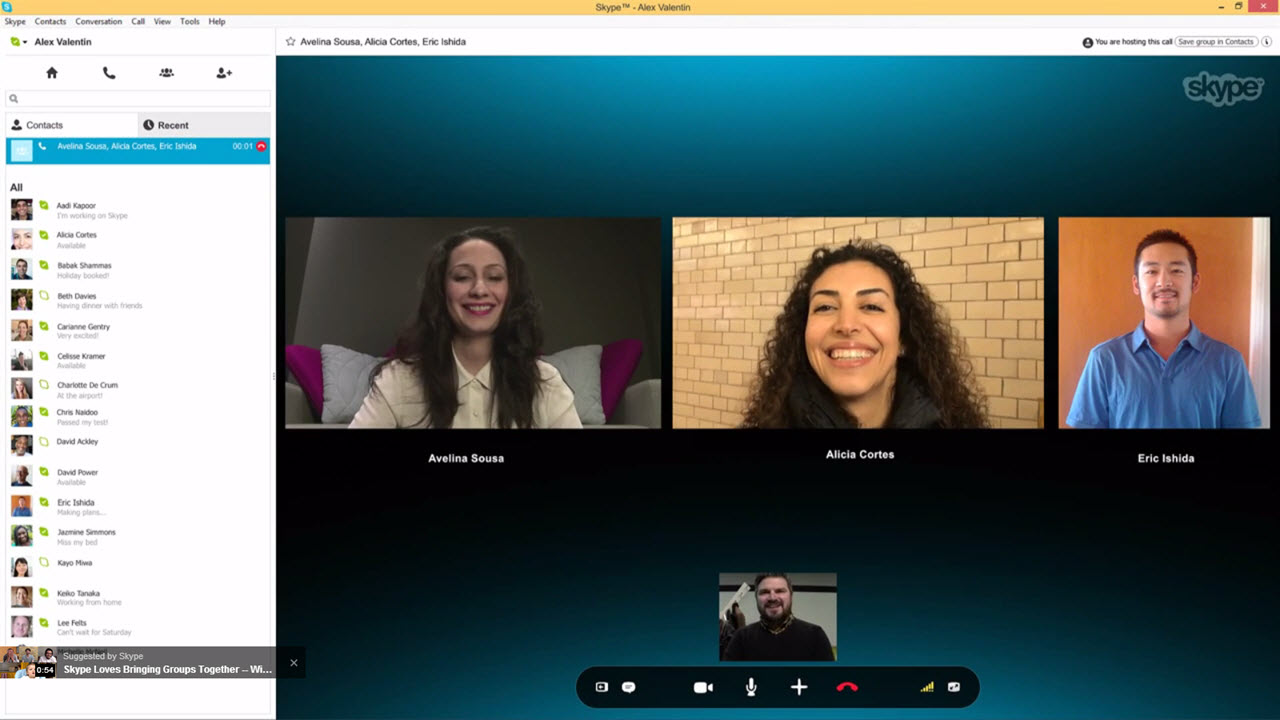 Skype™ - Alex Valentin
Skype Contacts Conversation Call View Tools Help
Alex Valentin
Avelina Sousa, Alicia Cortes, Eric Ishida
You are hosting this call
Save group in Contacts
skype
Contacts
Recent
Avelina Sousa, Alicia Cortes, Eric Ishida 00:01
All
Aadi Kapoor
I'm working on Skype
Alicia Cortes
Available
Babak Shammas
Holiday booked!
Beth Davies
Having dinner with friends
Carianne Gentry
Very excited!
Celisse Kramer
Available
Charlotte De Crum
At the airport!
Chris Naidoo
Passed my test!
David Ackley
David Power
Available
Eric Ishida
Making plans...
Jazmine Simmons
Miss my bed
Kayo Miwa
Keiko Tanaka
Working from home
Lee Felts
Can't wait for Saturday
Suggested by Skype
0:54
Skype Loves Bringing Groups Together -- Wi...
Avelina Sousa
Alicia Cortes
Eric Ishida